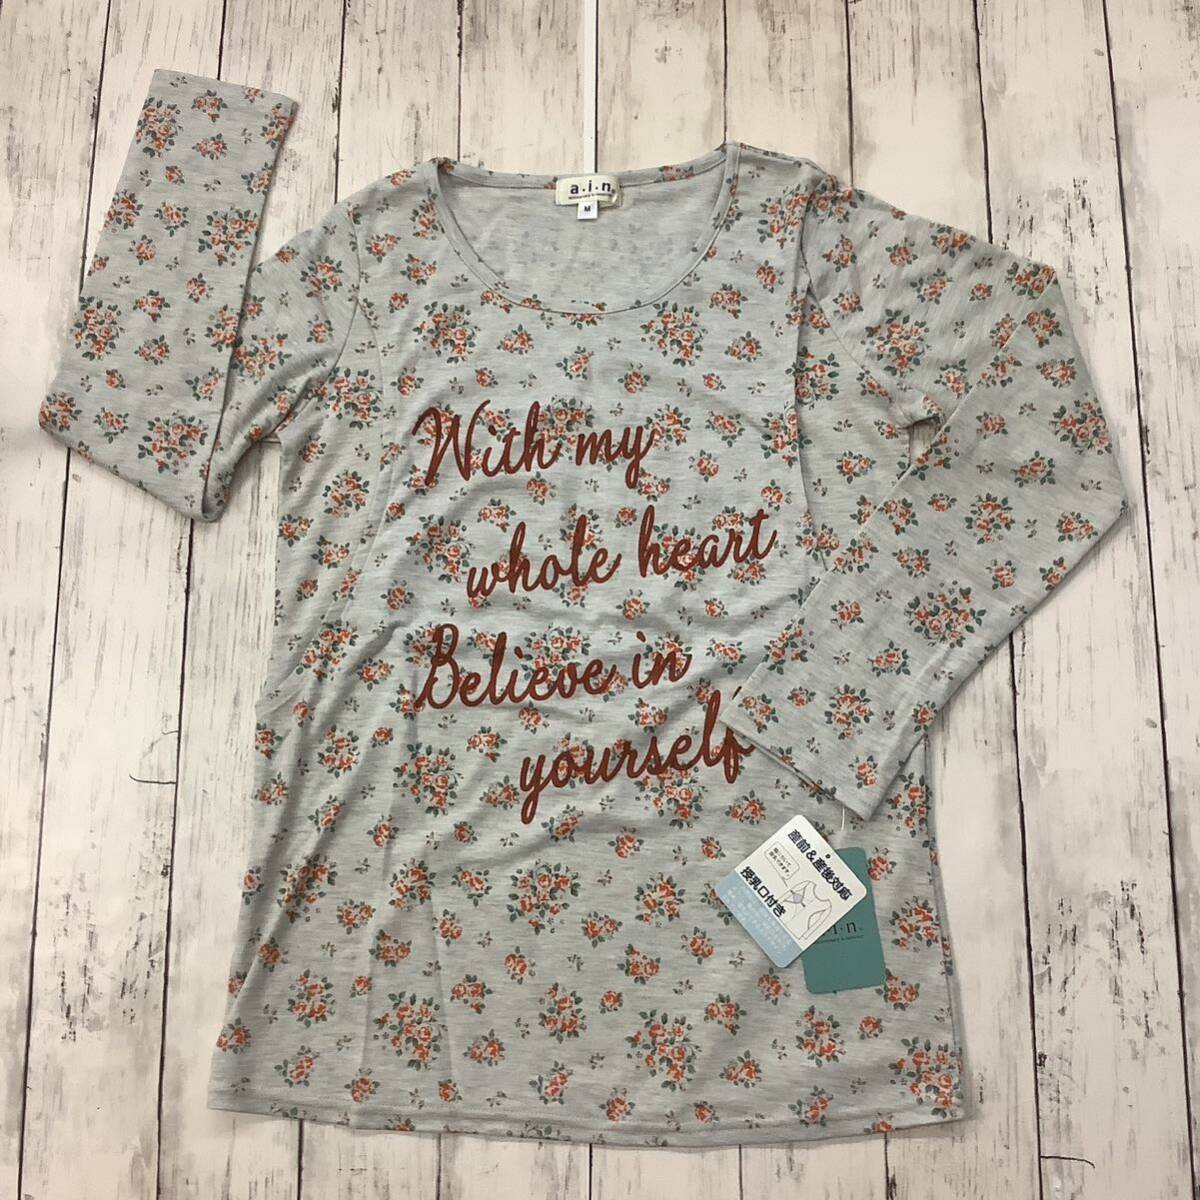 a.i.n.
M
With my
whole heart
Believe in
yourself
産前&産後対応
授乳口付き
.i.n.